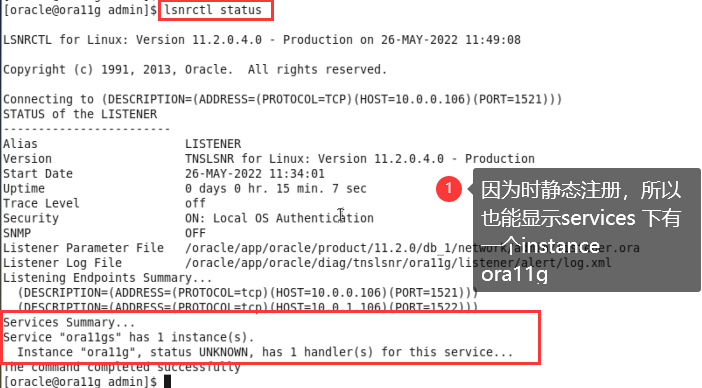 [oracle@ora11g admin]$ lsnrctl status
LSNRCTL for Linux: Version 11.2.0.4.0 - Production on 26-MAY-2022 11:49:08
Copyright (c) 1991, 2013, Oracle.  All rights reserved.
Connecting to (DESCRIPTION=(ADDRESS=(PROTOCOL=TCP)(HOST=10.0.0.106)(PORT=1521)))
STATUS of the LISTENER
------------------------
Alias                     LISTENER
Version                   TNSLSNR for Linux: Version 11.2.0.4.0 - Production
Start Date                26-MAY-2022 11:34:01
Uptime                    0 days 0 hr. 15 min. 7 sec
Trace Level               off
Security                  ON: Local OS Authentication
SNMP                      OFF
Listener Parameter File   /oracle/app/oracle/product/11.2.0/db_1/network/admin/listener.ora
Listener Log File         /oracle/app/oracle/diag/tnslsnr/ora11g/listener/alert/log.xml
Listening Endpoints Summary...
(DESCRIPTION=(ADDRESS=(PROTOCOL=tcp)(HOST=10.0.0.106)(PORT=1521)))
(DESCRIPTION=(ADDRESS=(PROTOCOL=tcp)(HOST=10.0.1.106)(PORT=1522)))
Services Summary...
Service "ora11gs" has 1 instance(s).
Instance "ora11g", status UNKNOWN, has 1 handler(s) for this service...
The command completed successfully
[oracle@ora11g admin]$
1
因为时静态注册，所以
也能显示services 下有
一个instance
ora11g